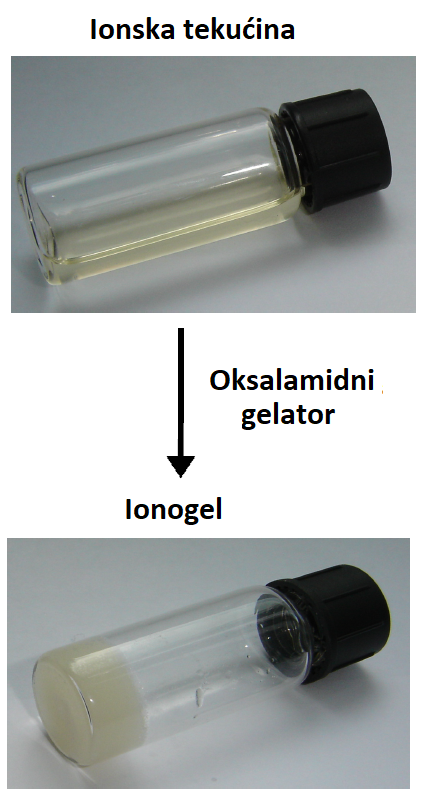 Ionska tekućina
Oksalamidni
gelator
Ionogel